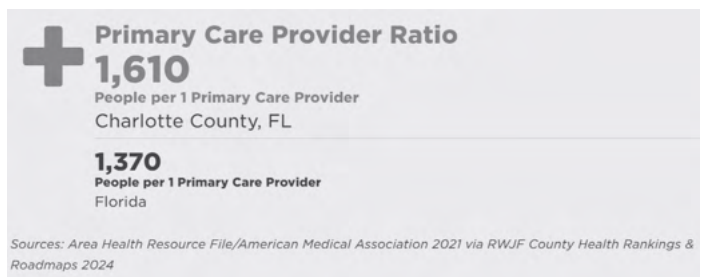 Primary Care Provider Ratio
1,610
People per 1 Primary Care Provider
Charlotte County, FL
1,370
People per 1 Primary Care Provider
Florida
Sources: Area Health Resource File/American Medical Association 2021 via RWJF County Health Rankings &
Roadmaps 2024